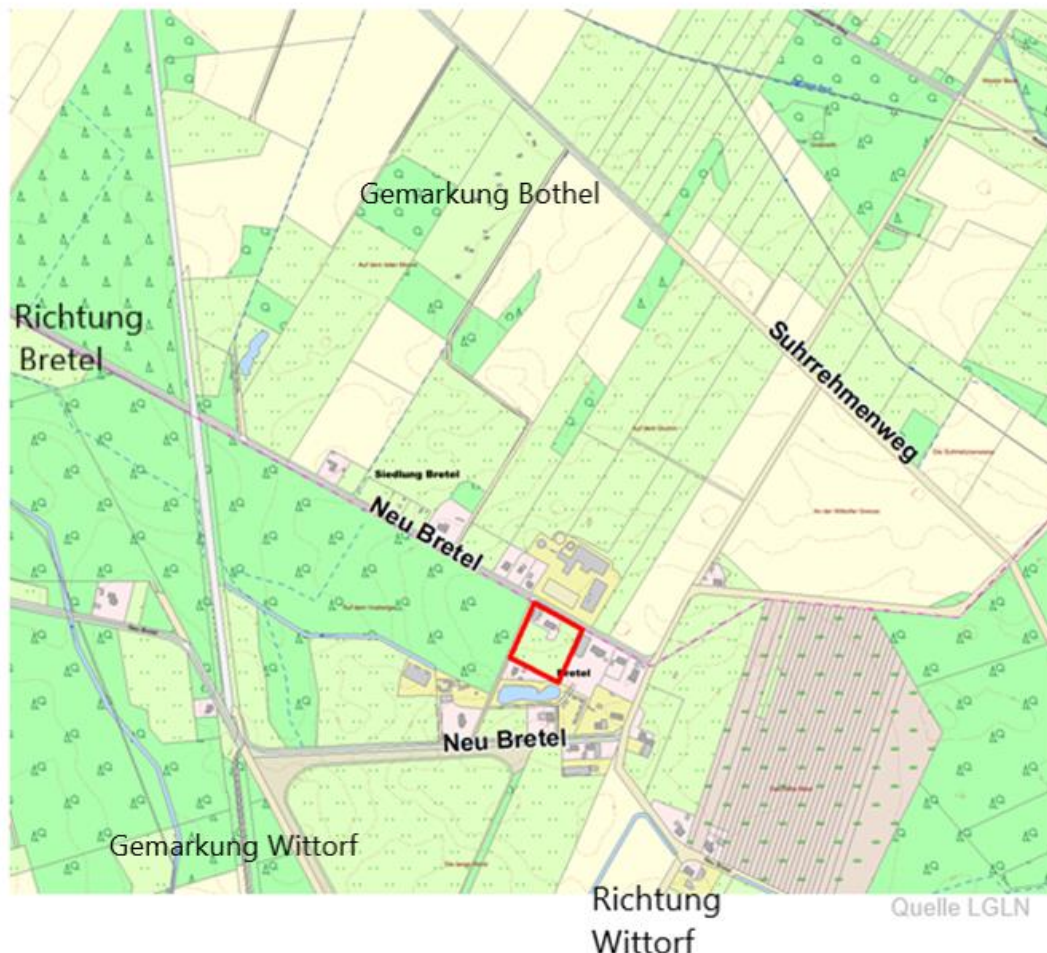 Gemarkung Bothel
Richtung
Bretel
Suhrrehmenweg
Siedlung Bretel
Neu Bretel
Bretel
Neu Bretel
Gemarkung Wittorf
Richtung
Wittorf
Quelle LGLN